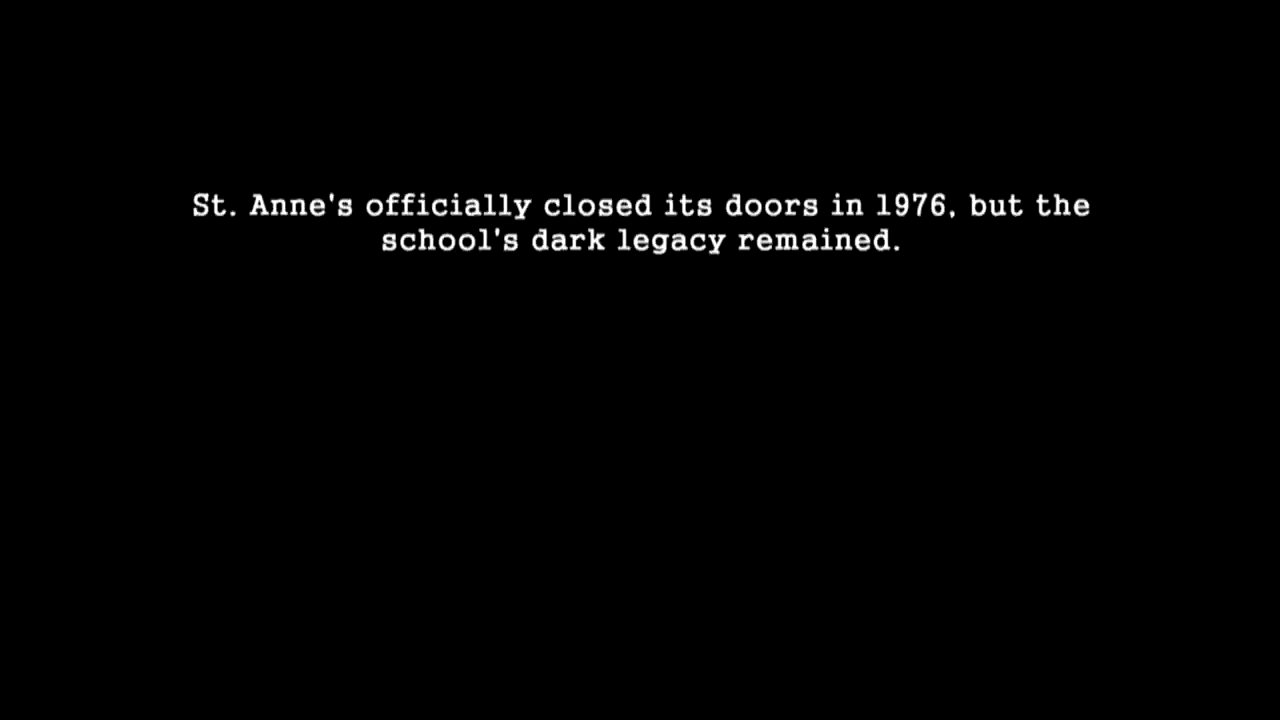 St. Anne's officially closed its doors in 1976, but the
school's dark legacy remained.